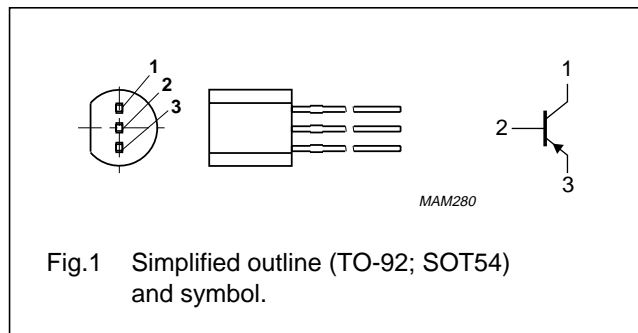 1
2
3
1
2
3
MAM280
Fig.1 Simplified outline (TO-92; SOT54)
and symbol.